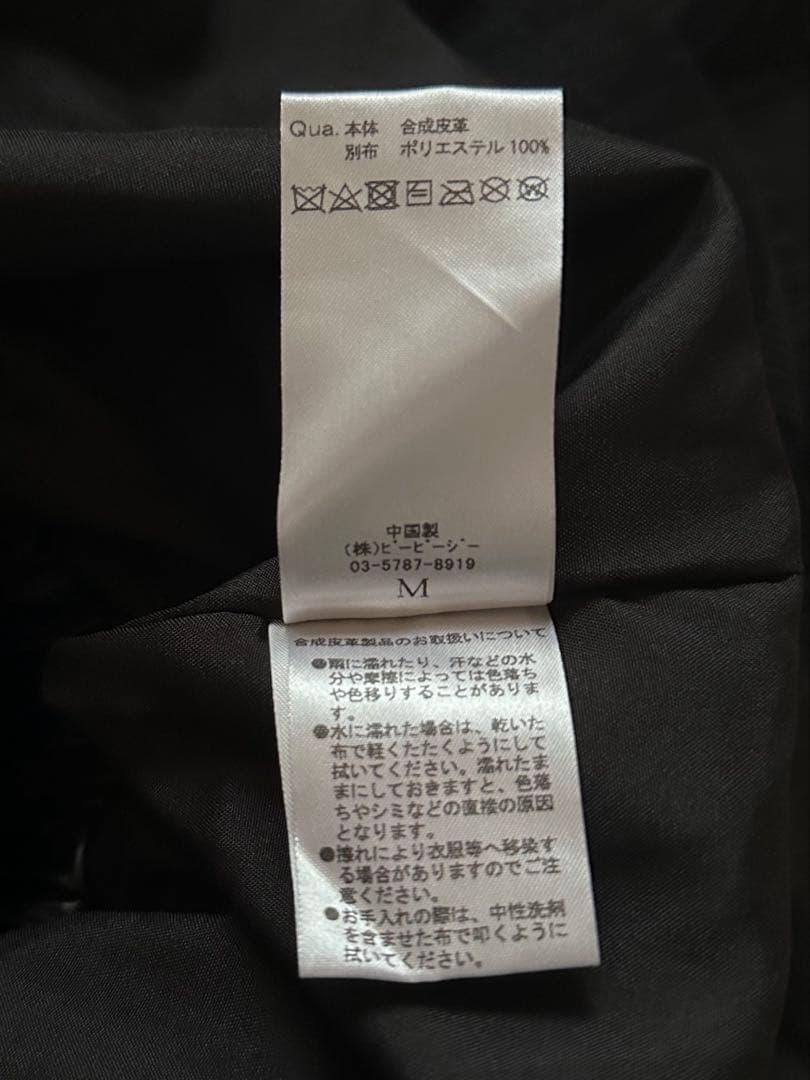 Qua. 本体 合成皮革
別布 ポリエステル 100%
中国製
(株)ビーピーシー
03-5787-8919
M
合成皮革製品のお取扱いについて
●雨に濡れたり、汗などの水
分や摩擦によっては色落ち
や色移りすることがありま
す。
●水に濡れた場合は、乾いた
布で軽くたたくようにして
拭いてください。濡れたま
まにしておきますと、色落
ちやシミなどの直接の原因
となります。
●擦れにより衣服等へ移染す
る場合がありますのでご注
意ください。
●お手入れの際は、中性洗剤
を含ませた布で叩くように
拭いてください。